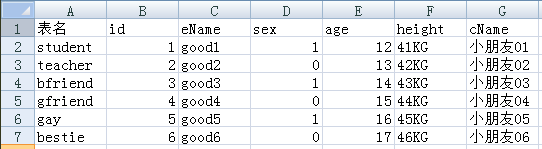 A B C D E F G
1 表名 id eName sex age height cName
2 student 1 good1 1 12 41KG 小朋友01
3 teacher 2 good2 0 13 42KG 小朋友02
4 bfriend 3 good3 1 14 43KG 小朋友03
5 gfriend 4 good4 0 15 44KG 小朋友04
6 gay 5 good5 1 16 45KG 小朋友05
7 bestie 6 good6 0 17 46KG 小朋友06